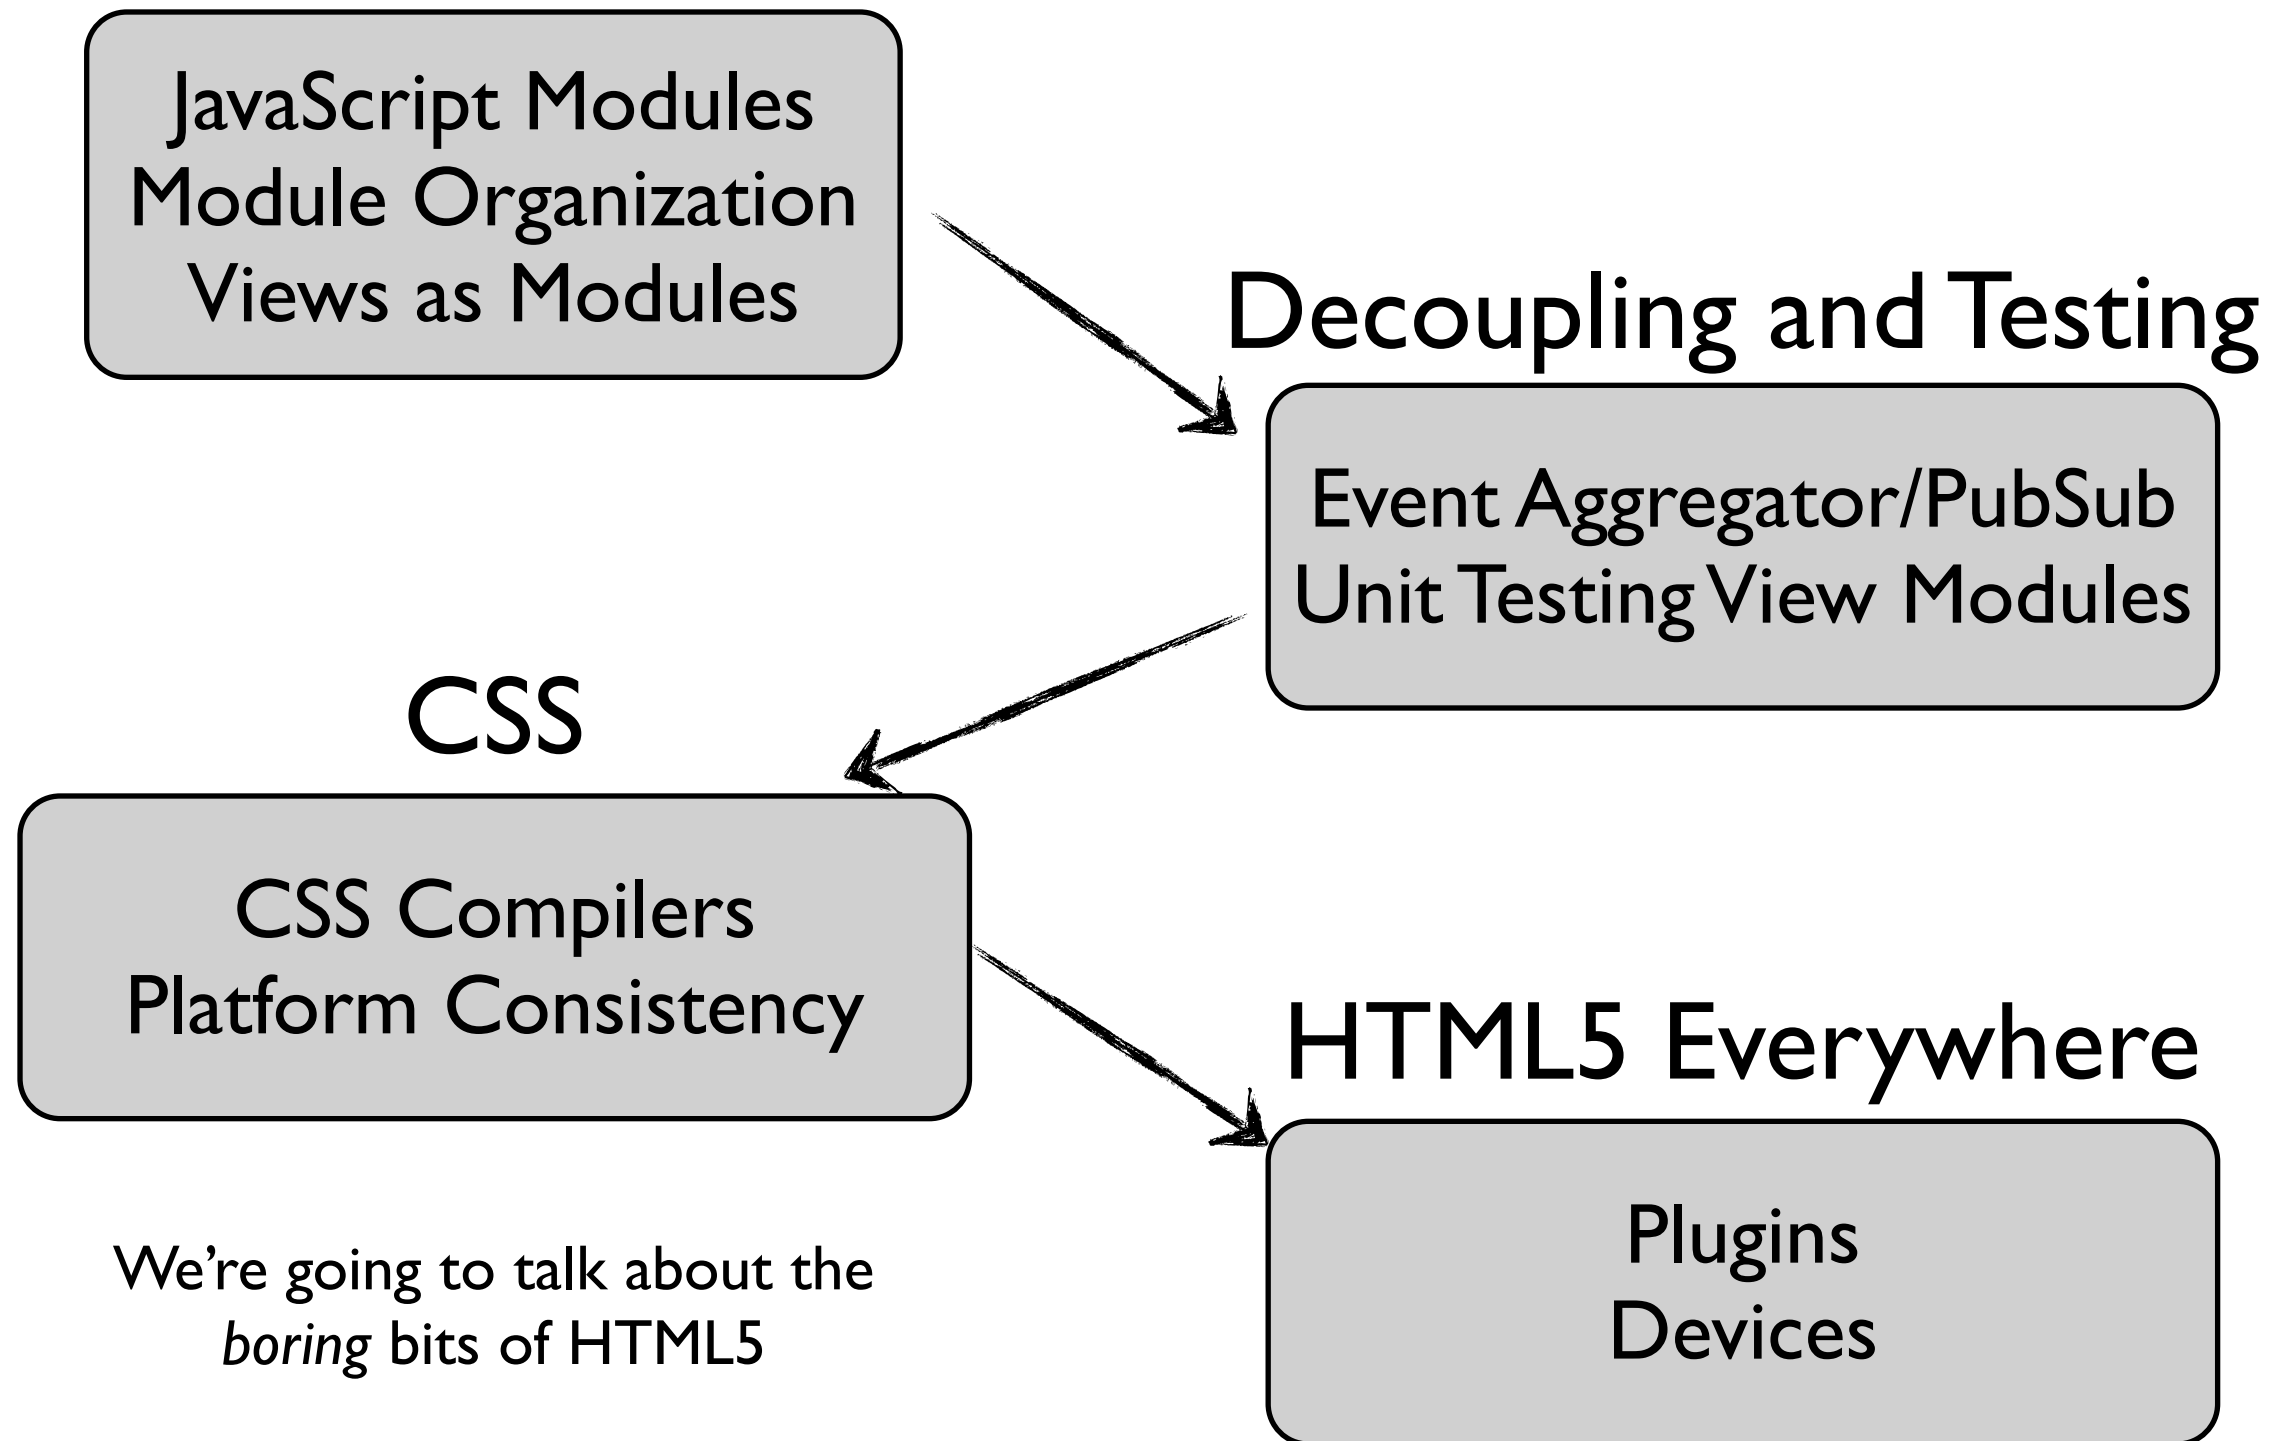 JavaScript Modules
Module Organization
Views as Modules
Decoupling and Testing
Event Aggregator/PubSub
Unit Testing View Modules
CSS
CSS Compilers
Platform Consistency
HTML5 Everywhere
Plugins
Devices
We’re going to talk about the
boring bits of HTML5